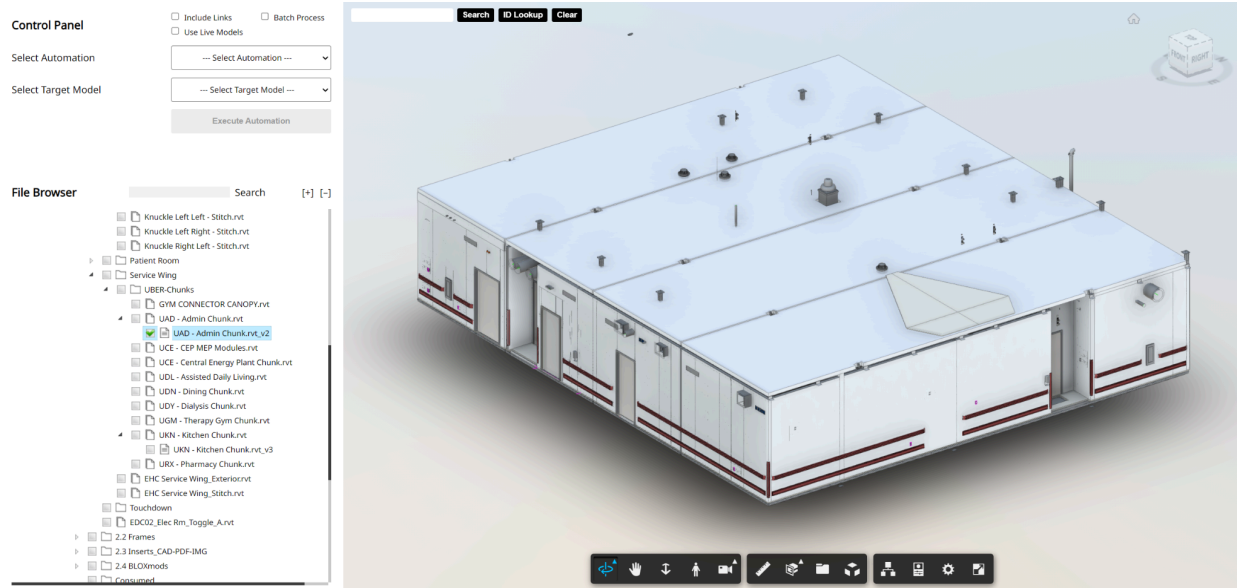 Control Panel
Include Links
Batch Process
Use Live Models
Select Automation
--- Select Automation ---
Select Target Model
--- Select Target Model ---
Execute Automation
File Browser
Search
[+] [−]
Knuckle Left Left - Stitch.rvt
Knuckle Left Right - Stitch.rvt
Knuckle Right Left - Stitch.rvt
Patient Room
Service Wing
UBER-Chunks
GYM CONNECTOR CANOPY.rvt
UAD - Admin Chunk.rvt
UAD - Admin Chunk.rvt_v2
UCE - CEP MEP Modules.rvt
UCE - Central Energy Plant Chunk.rvt
UDL - Assisted Daily Living.rvt
UDN - Dining Chunk.rvt
UDY - Dialysis Chunk.rvt
UGM - Therapy Gym Chunk.rvt
UKN - Kitchen Chunk.rvt
UKN - Kitchen Chunk.rvt_v3
URX - Pharmacy Chunk.rvt
EHC Service Wing_Exterior.rvt
EHC Service Wing_Stitch.rvt
Touchdown
EDC02_Elec Rm_Toggle_A.rvt
2.2 Frames
2.3 Inserts_CAD-PDF-IMG
2.4 BLOXmods
Consumed
Search
ID Lookup
Clear
FRONT
RIGHT